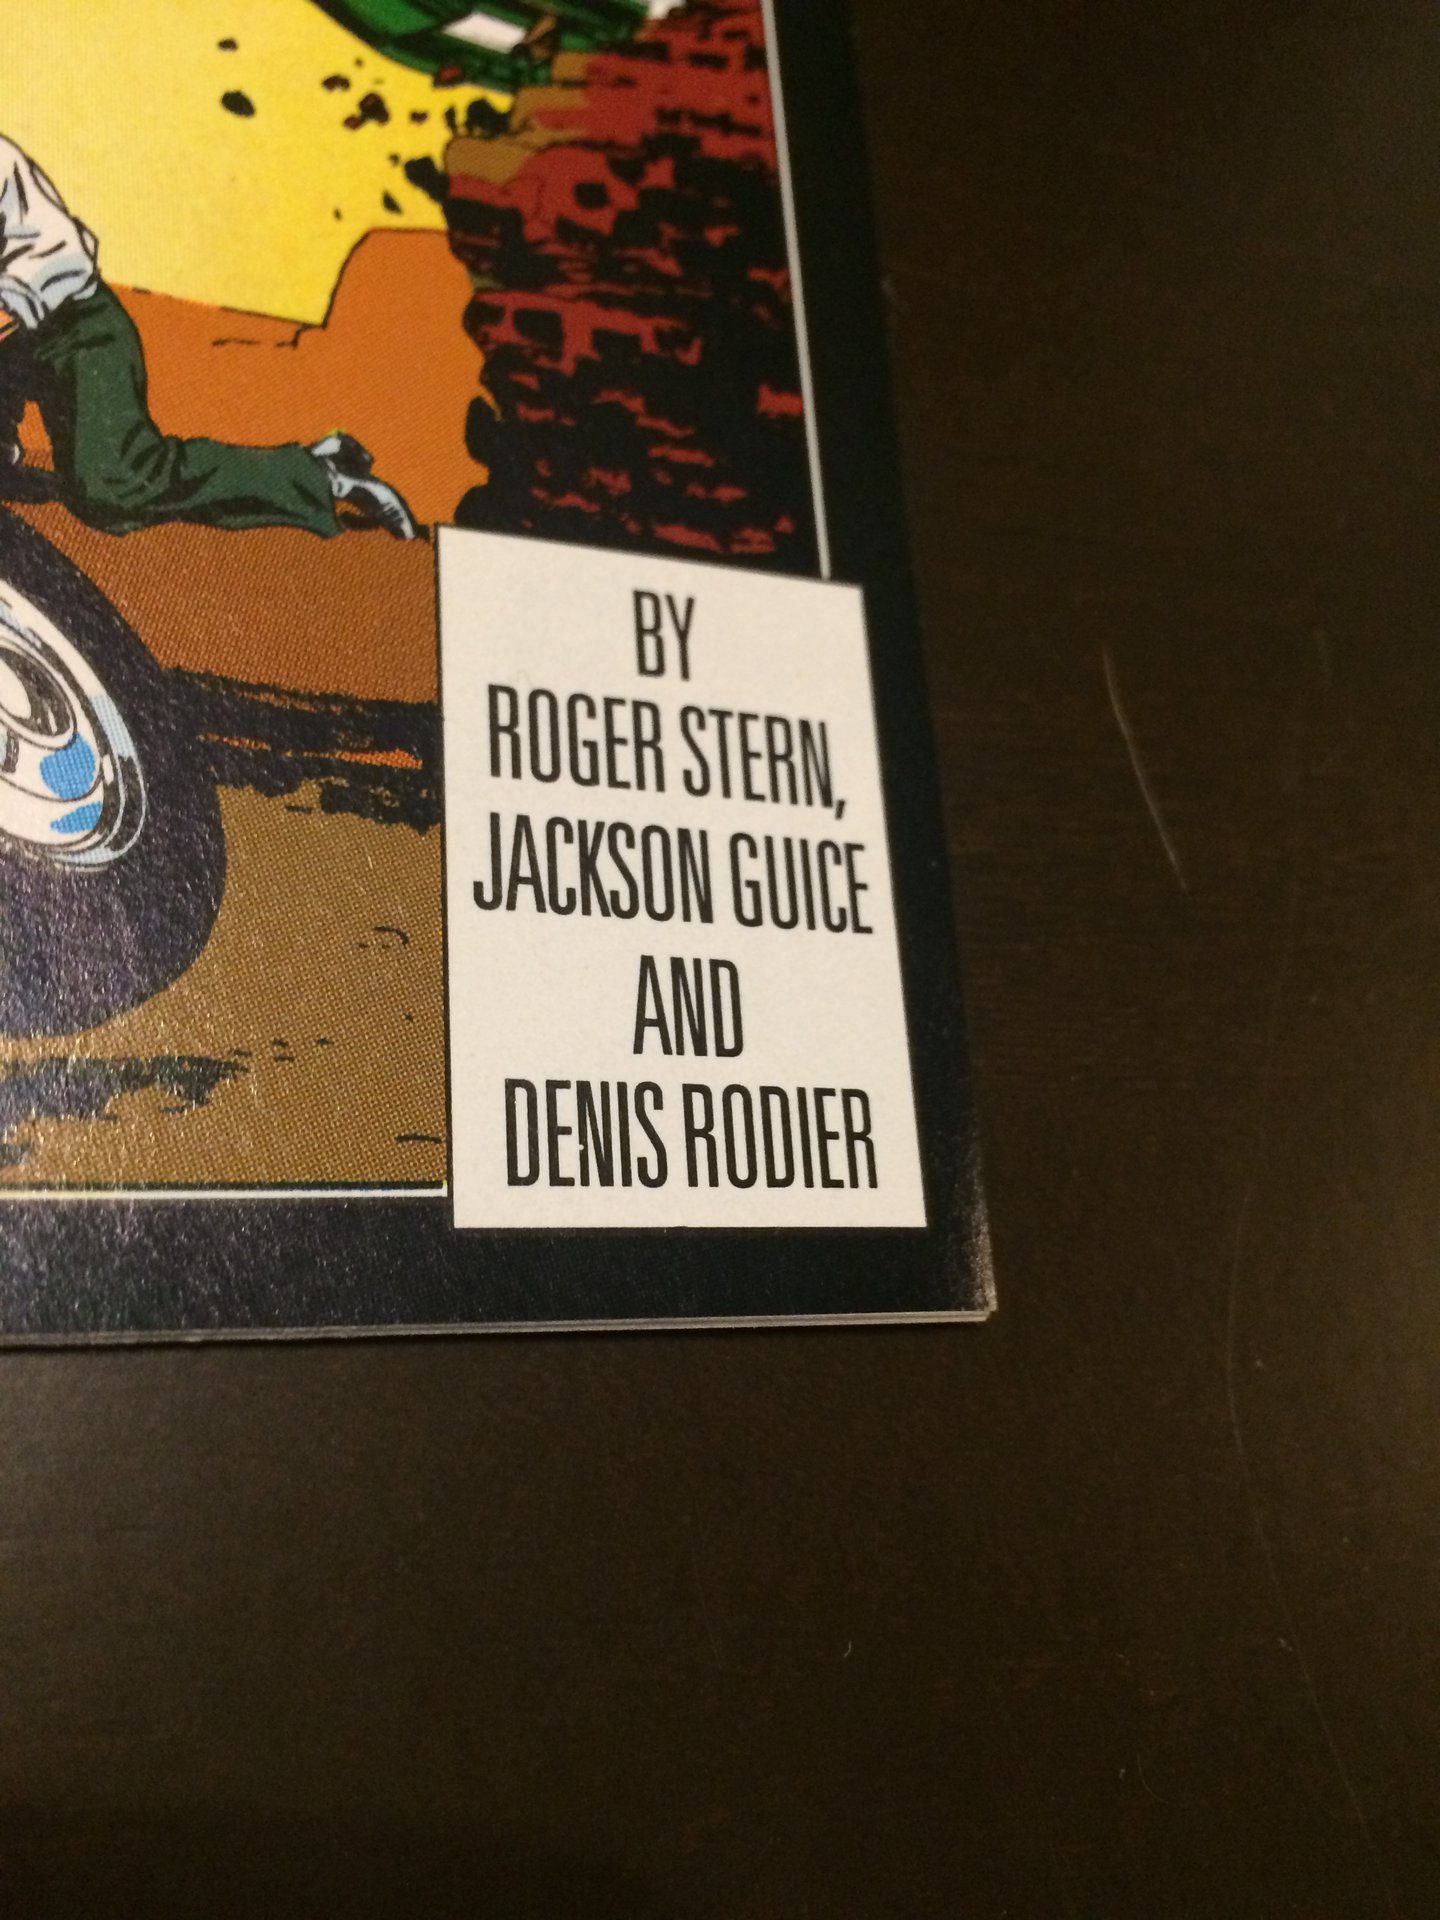 BY
ROGER STERN,
JACKSON GUICE
AND
DENIS RODIER